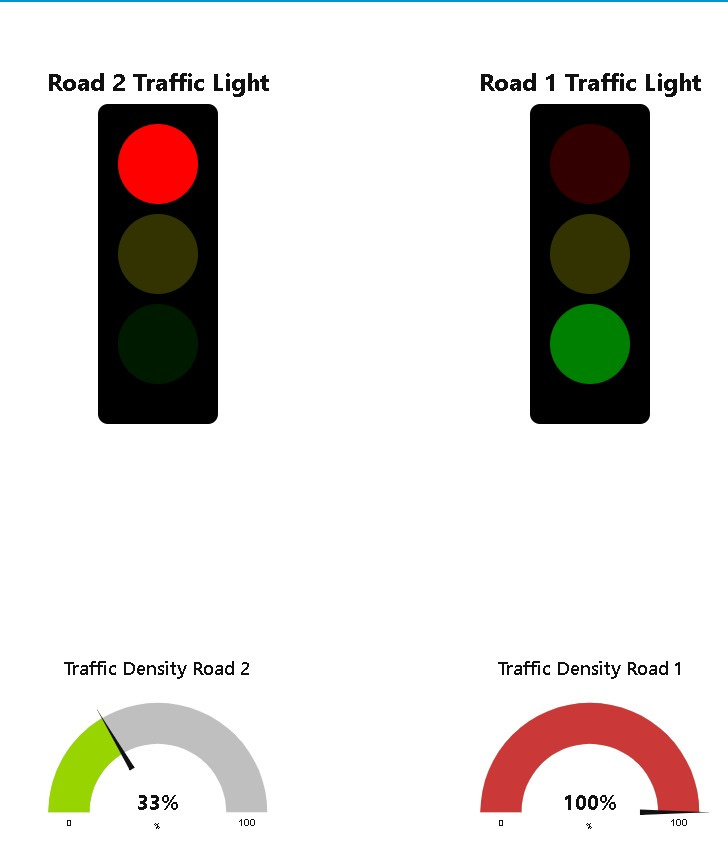 Road 2 Traffic Light
Road 1 Traffic Light
Traffic Density Road 2
33%
0
%
100
Traffic Density Road 1
100%
0
%
100